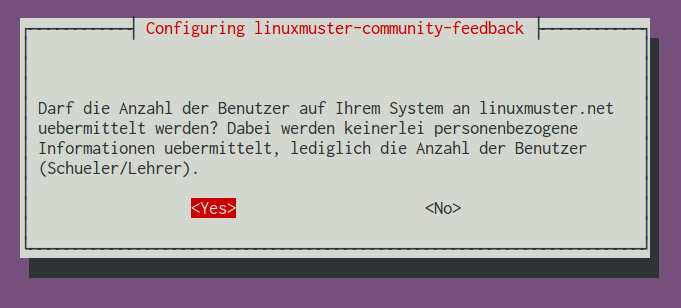 Configuring linuxmuster-community-feedback
Darf die Anzahl der Benutzer auf Ihrem System an linuxmuster.net
uebermittelt werden? Dabei werden keinerlei personenbezogene
Informationen uebermittelt, lediglich die Anzahl der Benutzer
(Schueler/Lehrer).
<Yes> <No>